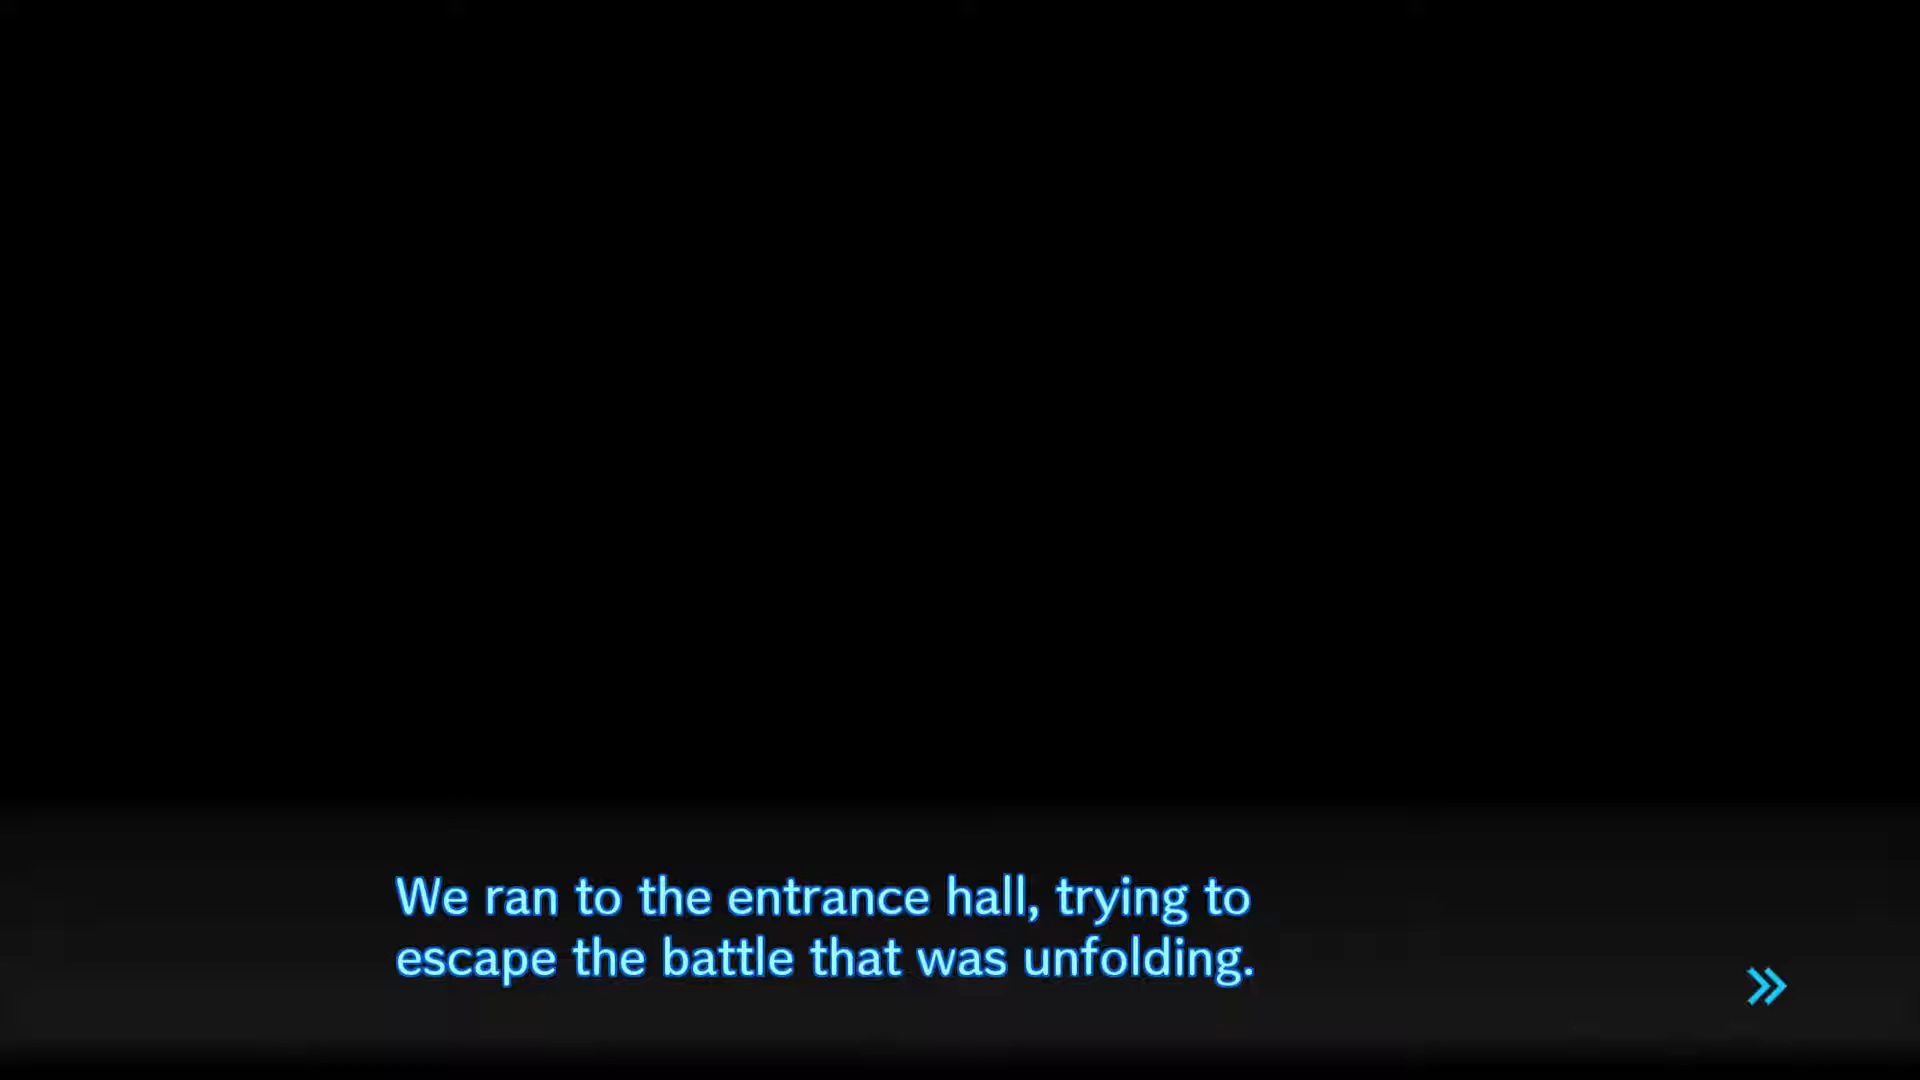 We ran to the entrance hall, trying to
escape the battle that was unfolding.